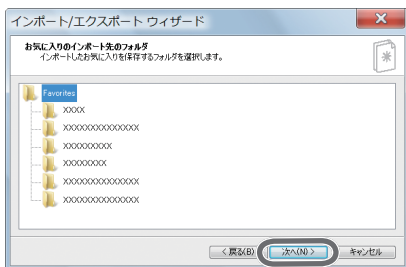 インポート/エクスポート ウィザード
お気に入りのインポート先のフォルダ
インポートしたお気に入りを保存するフォルダを選択します。
Favorites
XXXX
XXXXXXXXXXXXXX
XXXXXXXXX
XXXXXXXX
XXXXXXXXXXXXXX
XXXXXXXXXXXXXX
< 戻る(B)
次へ(N) >
キャンセル